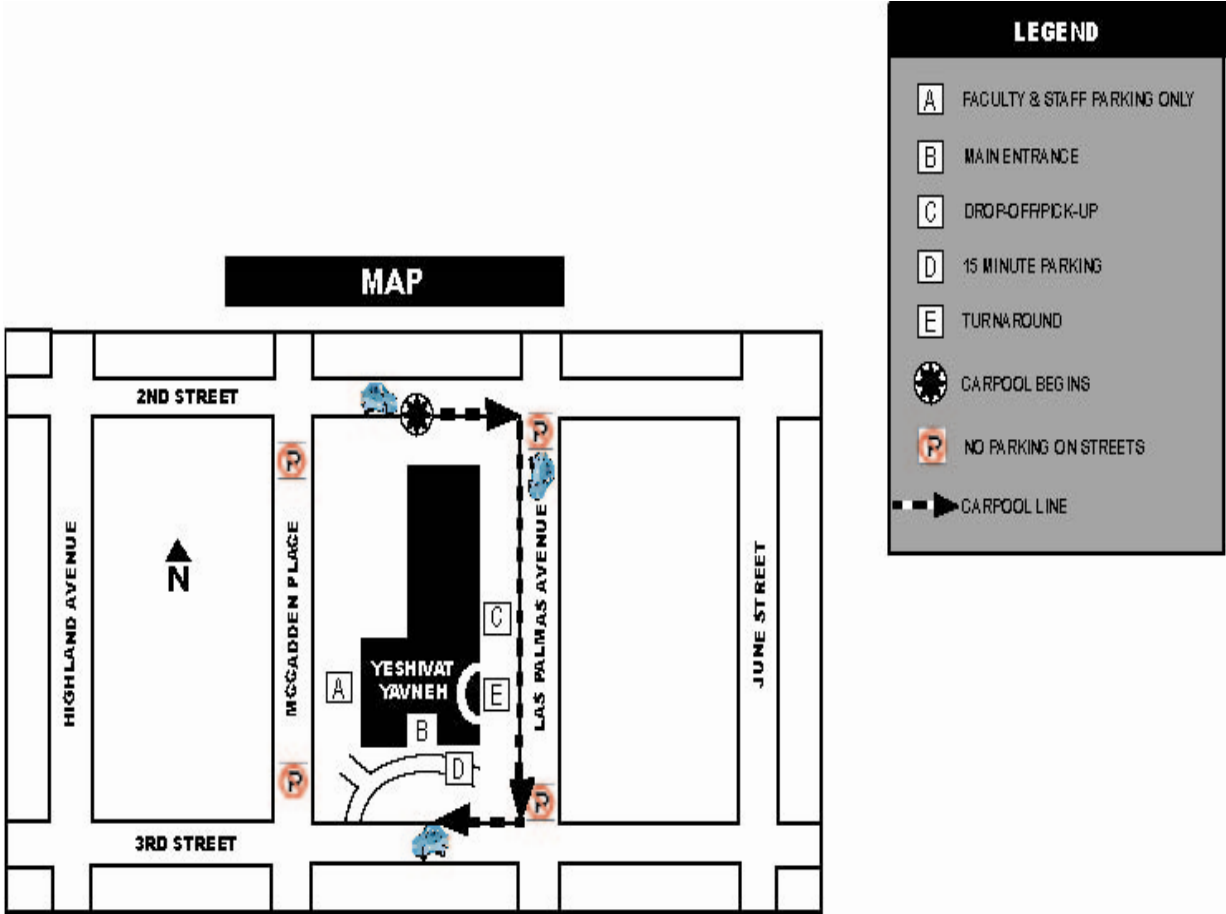 LEGEND
A FACULTY & STAFF PARKING ONLY
B MAIN ENTRANCE
C DROP-OFF/PICK-UP
D 15 MINUTE PARKING
E TURNAROUND
CARPOOL BEGINS
P NO PARKING ON STREETS
CARPOOL LINE
MAP
2ND STREET
P
P
HIGHLAND AVENUE
MCCADDEN PLACE
LAS PALMAS AVENUE
JUNE STREET
N
C
YESHIVAT
YAVNEH
A
E
B
D
P
P
3RD STREET